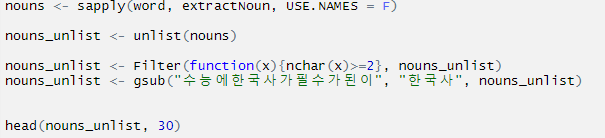 nouns <- sapply(word, extractNoun, USE.NAMES = F)
nouns_unlist <- unlist(nouns)
nouns_unlist <- Filter(function(x){nchar(x)>=2}, nouns_unlist)
nouns_unlist <- gsub("수능에한국사가필수가된이", "한국사", nouns_unlist)
head(nouns_unlist, 30)